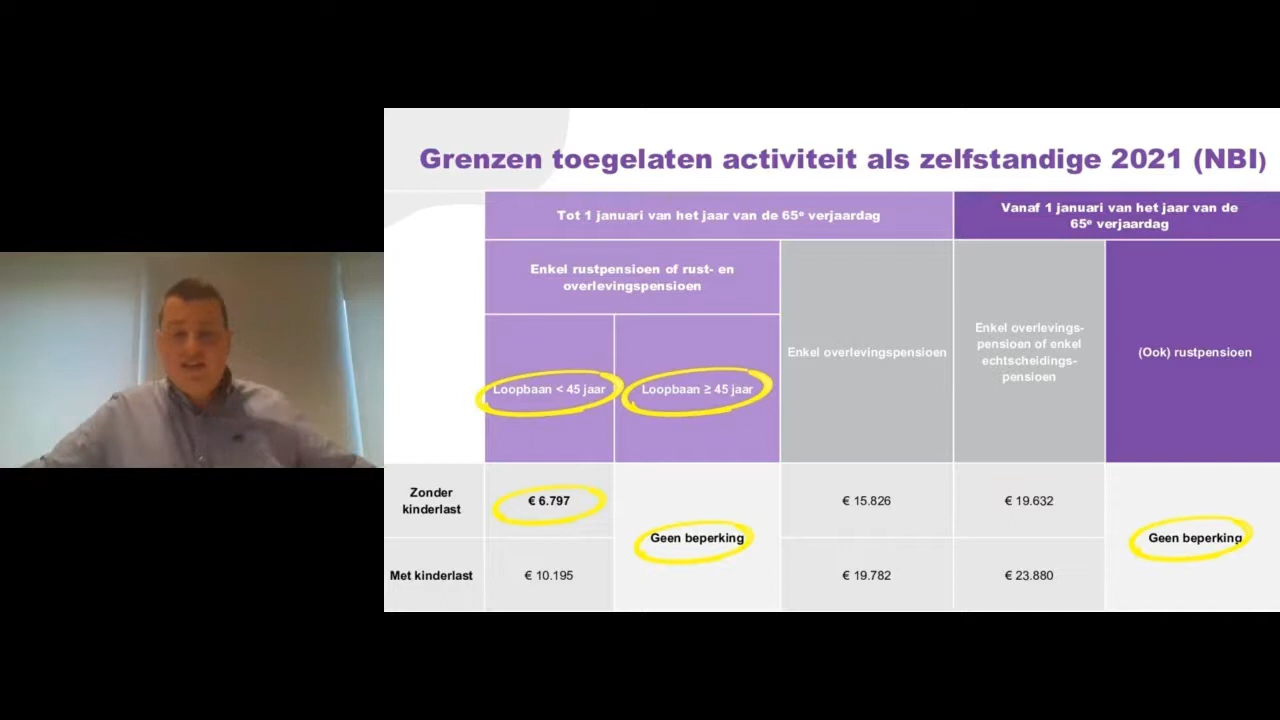 Grenzen toegelaten activiteit als zelfstandige 2021 (NBI)
Tot 1 januari van het jaar van de 65e verjaardag
Vanaf 1 januari van het jaar van de
65e verjaardag
Enkel rustpensioen of rust- en
overlevingspensioen
Enkel overlevingspensioen
Enkel overlevings-
pensioen of enkel
echtscheidings-
pensioen
(Ook) rustpensioen
Loopbaan < 45 jaar
Loopbaan ≥ 45 jaar
Zonder
kinderlast
€ 6.797
Geen beperking
€ 15.826
€ 19.632
Geen beperking
Met kinderlast
€ 10.195
€ 19.782
€ 23.880